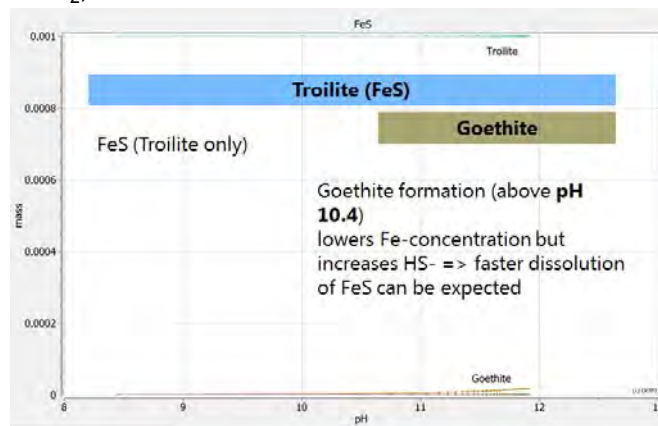 2,
FeS
0.001
Troilite
0.0008
Troilite (FeS)
Goethite
FeS (Troilite only)
0.0006
mass
Goethite formation (above pH
10.4)
lowers Fe-concentration but
increases HS- => faster dissolution
of FeS can be expected
0.0004
0.0002
Goethite
0
8
9
10
11
12
pH